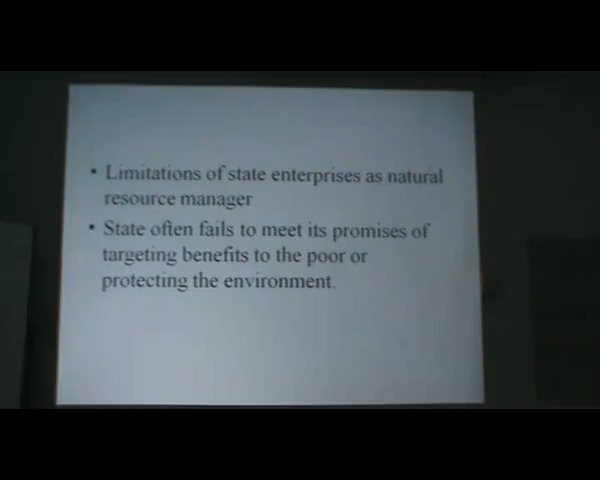 • Limitations of state enterprises as natural
resource manager
• State often fails to meet its promises of
targeting benefits to the poor or
protecting the environment.